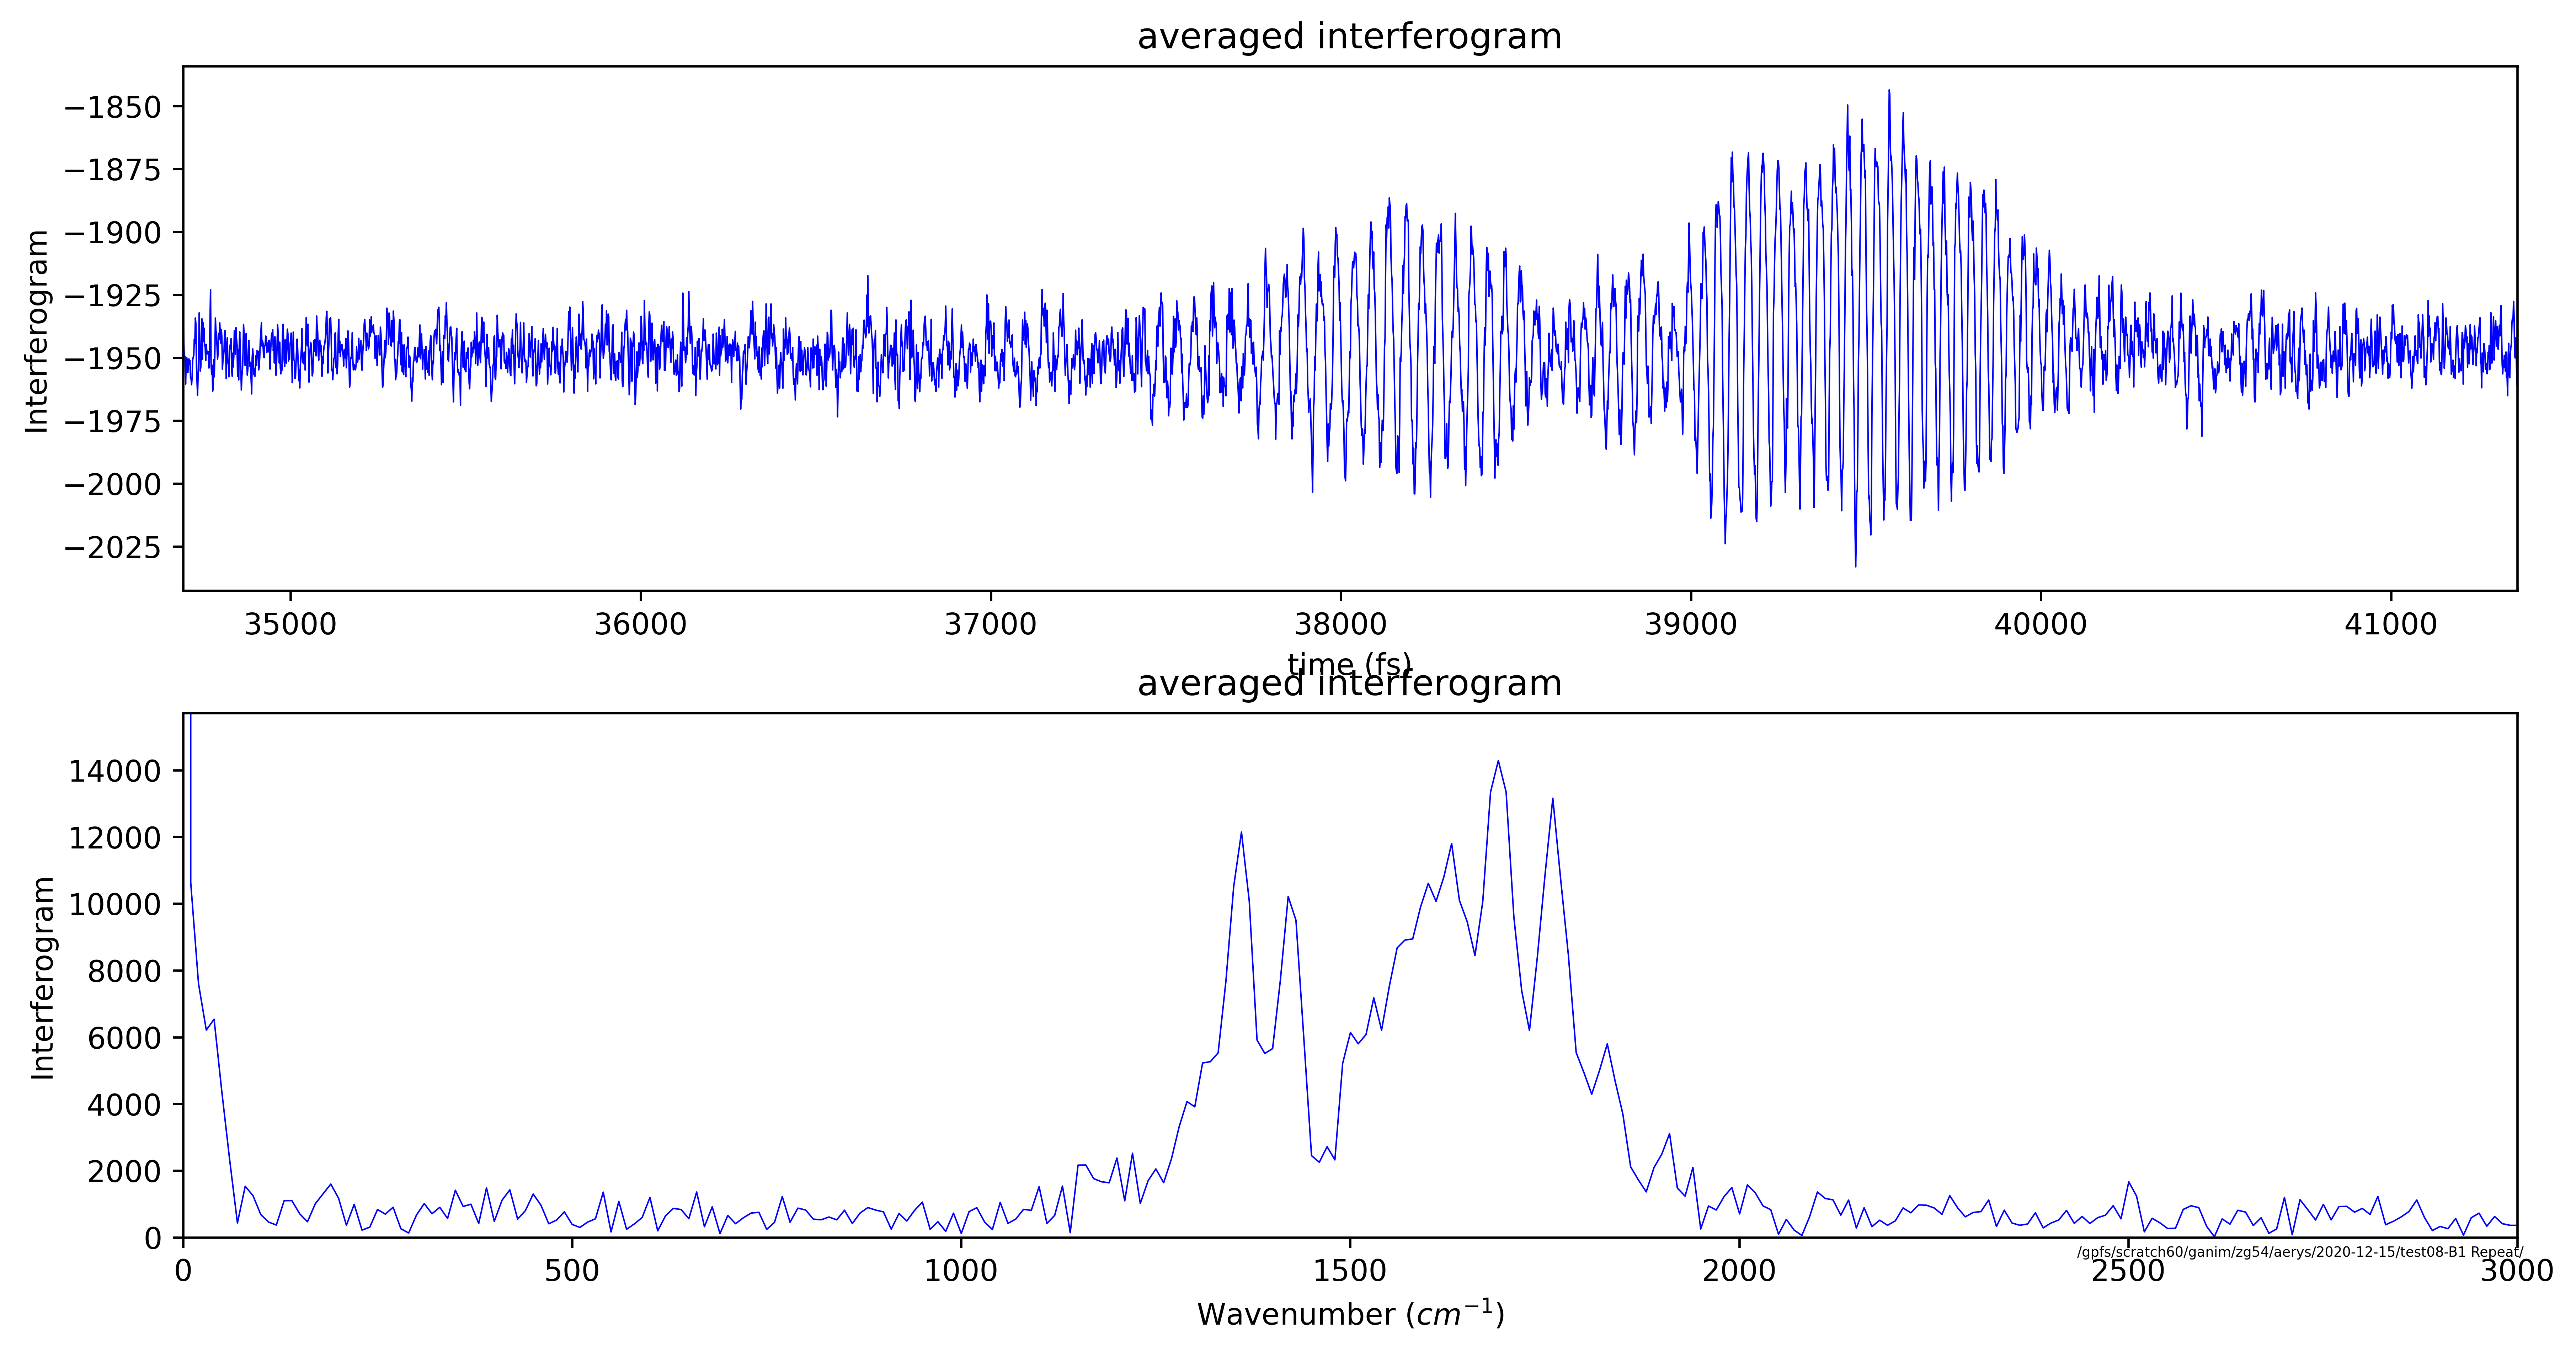 averaged interferogram
Interferogram
−1850
−1875
−1900
−1925
−1950
−1975
−2000
−2025
35000 36000 37000 38000 39000 40000 41000
time (fs)
averaged interferogram
Interferogram
14000
12000
10000
8000
6000
4000
2000
0
/gpfs/scratch60/ganim/zg54/aerys/2020-12-15/test08-B1 Repeat/
0 500 1000 1500 2000 2500 3000
Wavenumber (cm⁻¹)